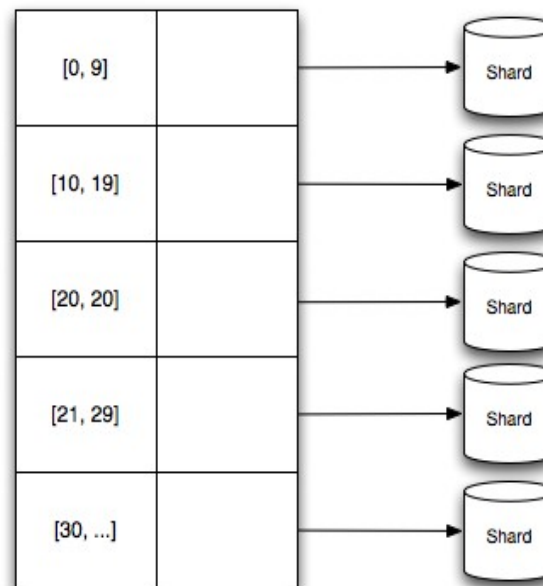 [0, 9]
Shard
[10, 19]
Shard
[20, 20]
Shard
[21, 29]
Shard
[30, ...]
Shard